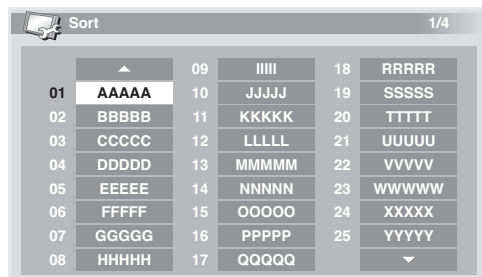 Sort 1/4
09 IIIII 18 RRRRR
01 AAAAA 10 JJJJJ 19 SSSSS
02 BBBBB 11 KKKKK 20 TTTTT
03 CCCCC 12 LLLLL 21 UUUUU
04 DDDDD 13 MMMMM 22 VVVVV
05 EEEEE 14 NNNNN 23 WWWWW
06 FFFFF 15 OOOOO 24 XXXXX
07 GGGGG 16 PPPPP 25 YYYYY
08 HHHHH 17 QQQQQ